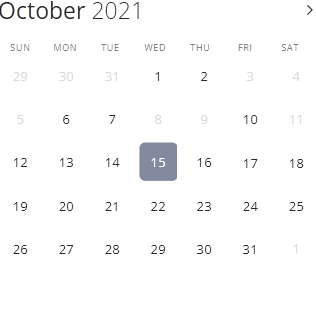 October 2021
SUN MON TUE WED THU FRI SAT
29 30 31 1 2 3 4
5 6 7 8 9 10 11
12 13 14 15 16 17 18
19 20 21 22 23 24 25
26 27 28 29 30 31 1